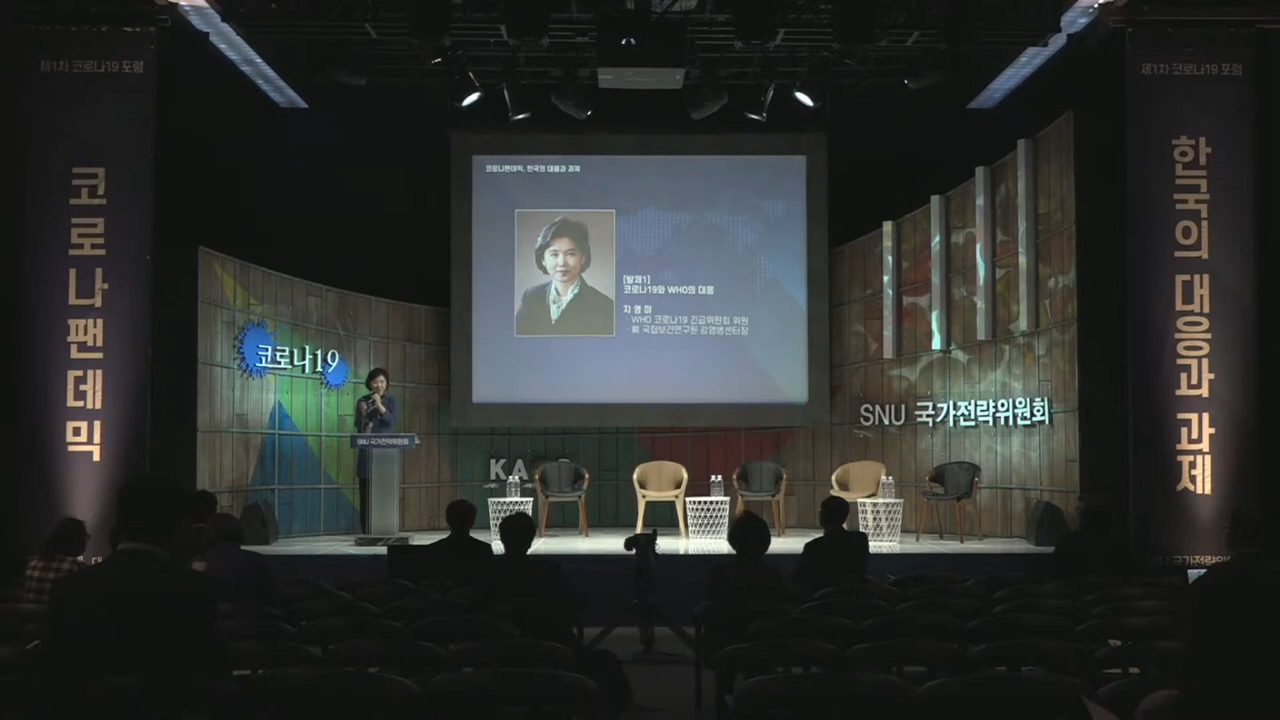 제1차 코로나19 포럼
코로나팬데믹
제1차 코로나19 포럼
한국의 대응과 과제
코로나팬데믹, 한국의 대응과 과제
[발제1]
코로나19와 WHO의 대응
지영미
· WHO 코로나19 긴급위원회 위원
· 前 국립보건연구원 감염병센터장
코로나19
SNU 국가전략위원회
SNU 국가전략위원회
KA